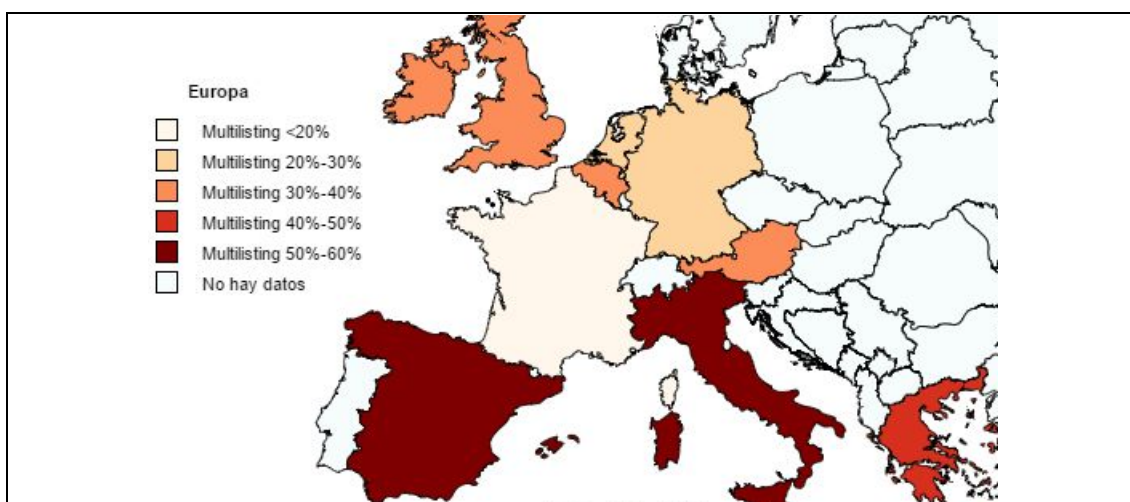 Europa
Multilisting <20%
Multilisting 20%-30%
Multilisting 30%-40%
Multilisting 40%-50%
Multilisting 50%-60%
No hay datos